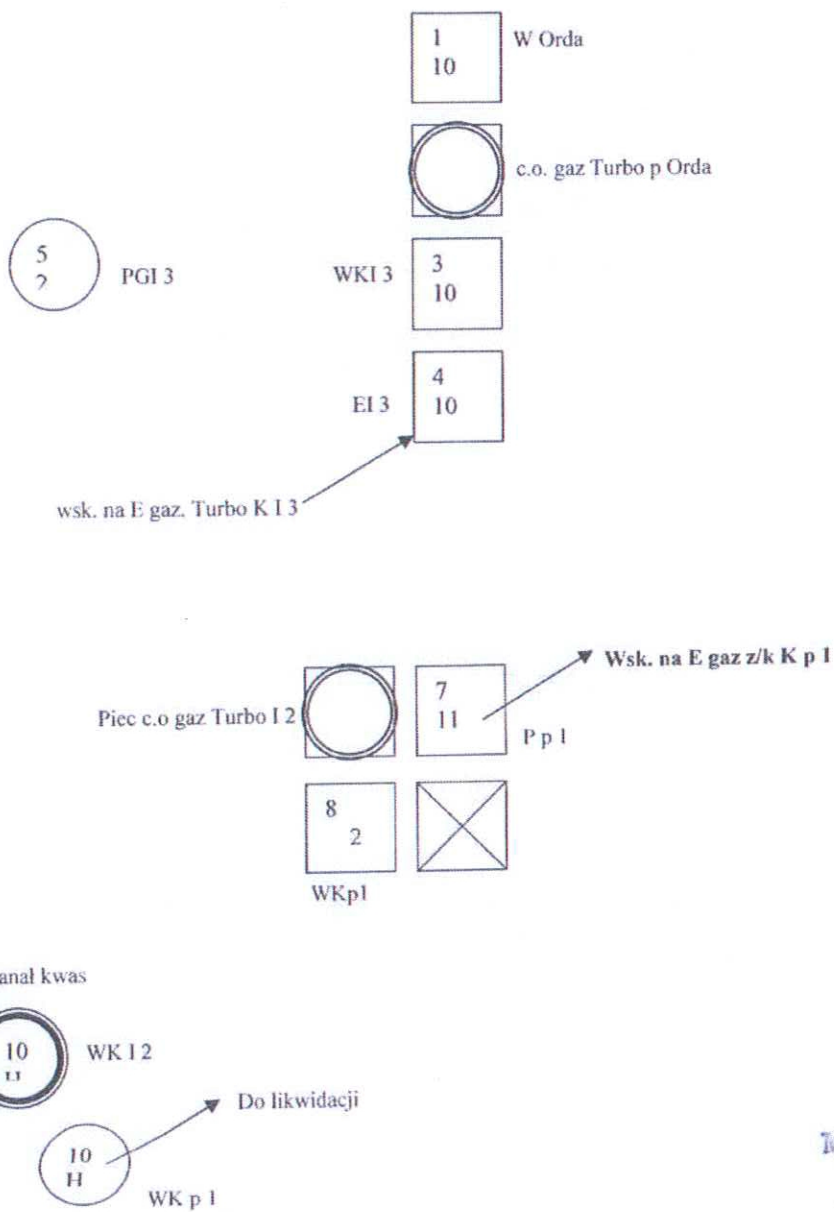 1
10
W Orda
c.o. gaz Turbo p Orda
5
2
PGI 3
WKI 3
3
10
EI 3
4
10
wsk. na E gaz. Turbo K I 3
Wsk. na E gaz z/k K p 1
Piec c.o gaz Turbo I 2
7
11
P p 1
8
2
WKp1
anał kwas
10
WK I 2
Do likwidacji
10
H
WK p 1